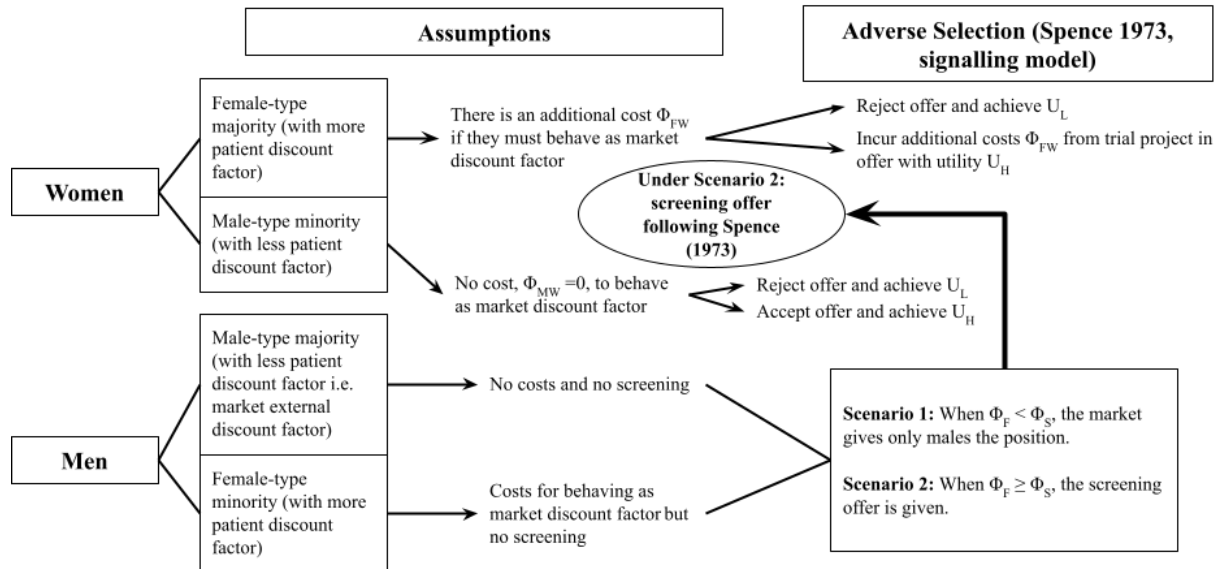 Assumptions
Adverse Selection (Spence 1973,
signalling model)
Women
Female-type
majority (with more
patient discount
factor)
There is an additional cost Φ_FW
if they must behave as market
discount factor
Reject offer and achieve U_L
Incur additional costs Φ_FW from trial project in
offer with utility U_H
Male-type minority
(with less patient
discount factor)
Under Scenario 2:
screening offer
following Spence
(1973)
No cost, Φ_MW =0, to behave
as market discount factor
Reject offer and achieve U_L
Accept offer and achieve U_H
Men
Male-type majority
(with less patient
discount factor i.e.
market external
discount factor)
No costs and no screening
Female-type
minority (with more
patient discount
factor)
Costs for behaving as
market discount factor but
no screening
Scenario 1: When Φ_F < Φ_S, the market
gives only males the position.
Scenario 2: When Φ_F ≥ Φ_S, the screening
offer is given.